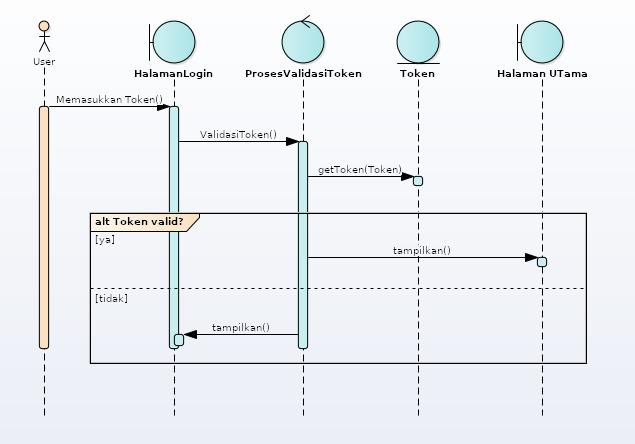 User
HalamanLogin
ProsesValidasiToken
Token
Halaman UTama
Memasukkan Token()
ValidasiToken()
getToken(Token)
alt Token valid?
[ya]
tampilkan()
[tidak]
tampilkan()